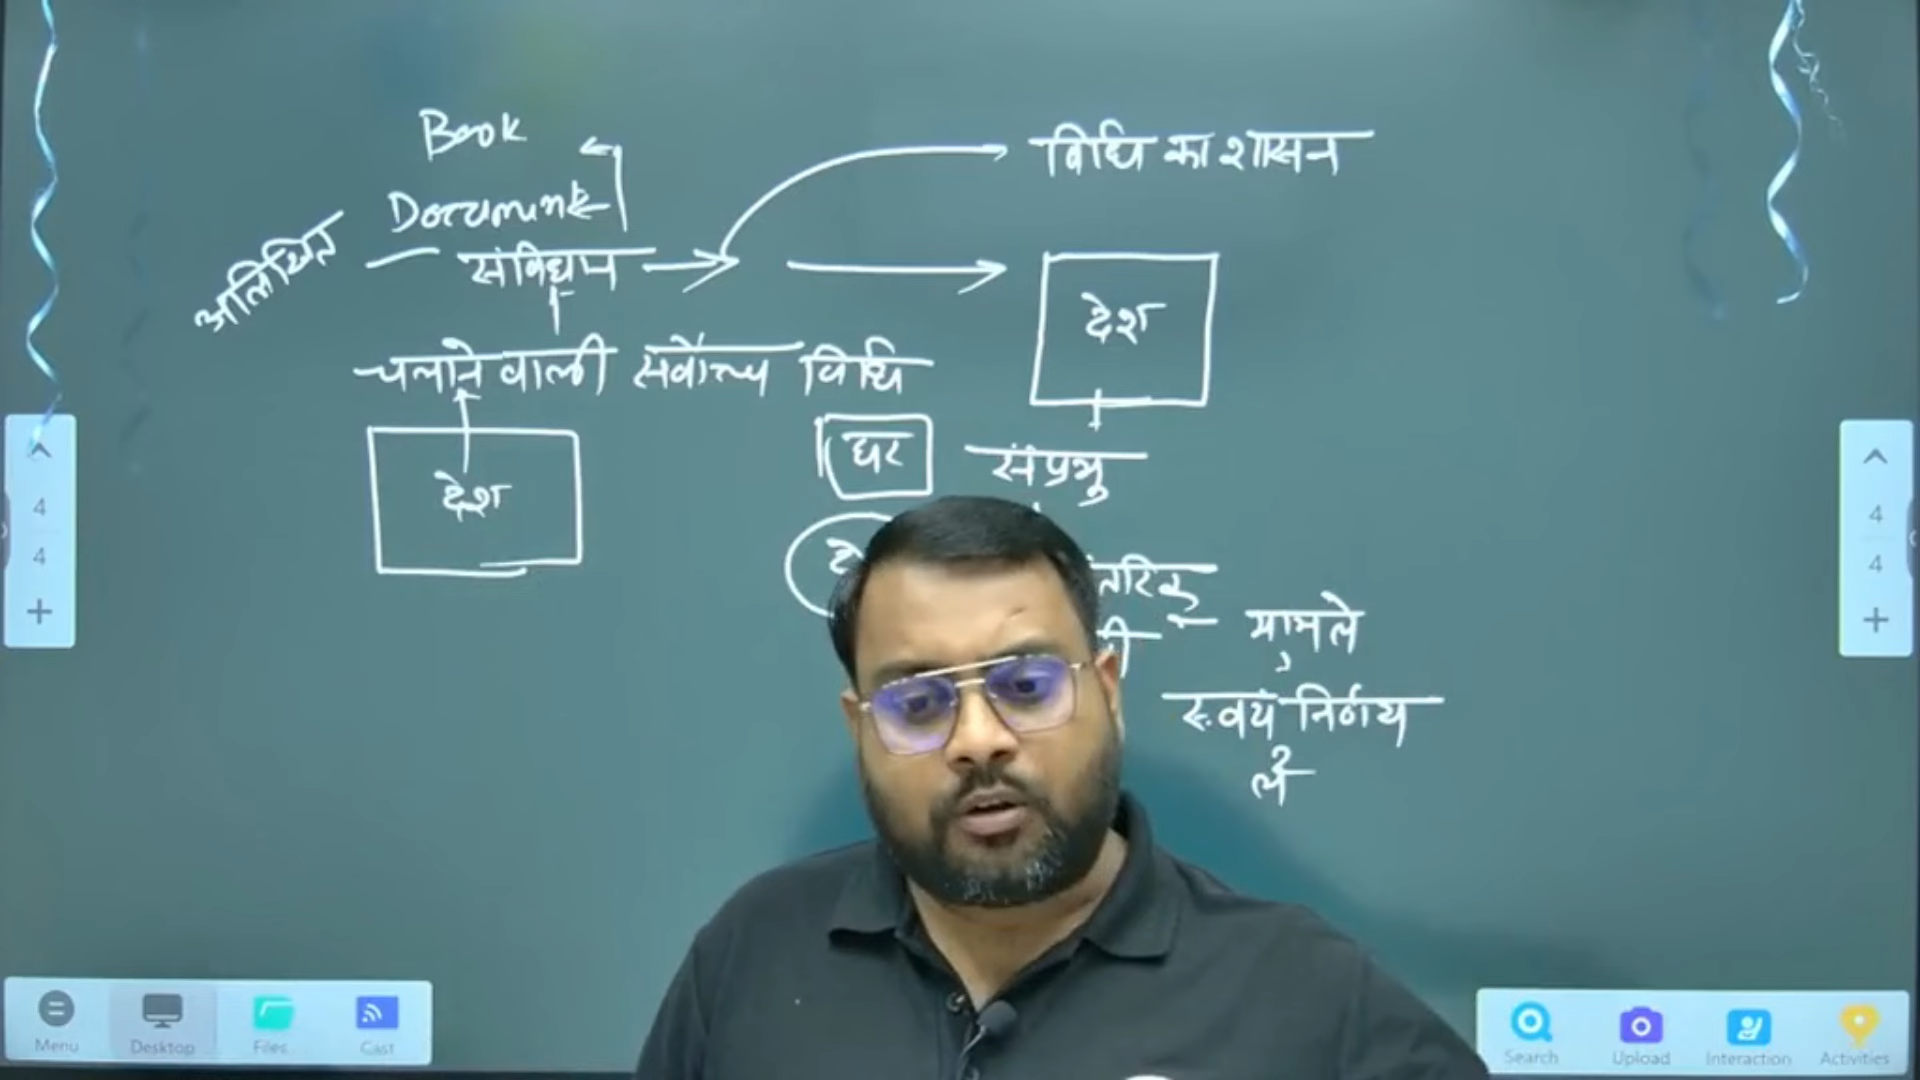 Book
विधि का शासन
Document
अलिखित
संविधान
देश
चलाने वाली सर्वोच्च विधि
घर
संप्रभु
देश
तरिक
मामले
स्वयं निर्णय
ले
4
4
4
4
Menu
Desktop
Files
Cast
Search
Upload
Interaction
Activities